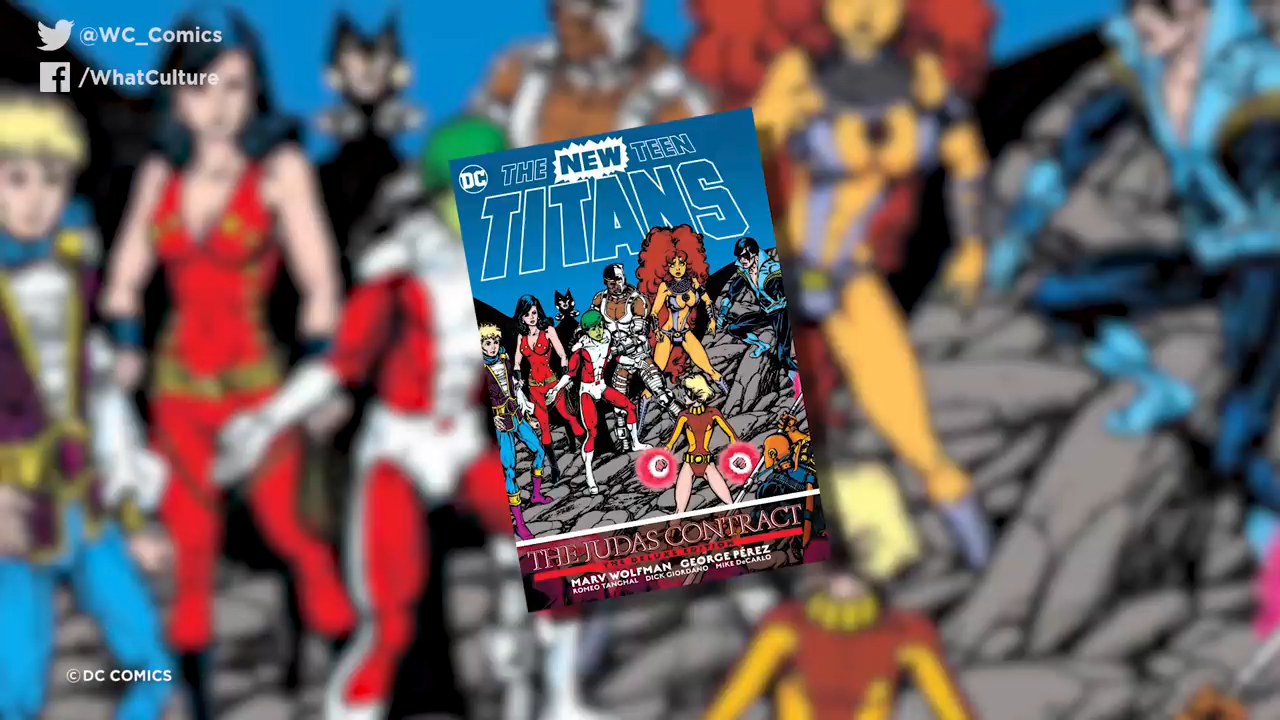 @WC_Comics
/WhatCulture
DC
THE NEW TEEN
TITANS
THE JUDAS CONTRACT
THE DELUXE EDITION
MARV WOLFMAN GEORGE PÉREZ
ROMEO TANGHAL DICK GIORDANO MIKE DeCARLO
©DC COMICS